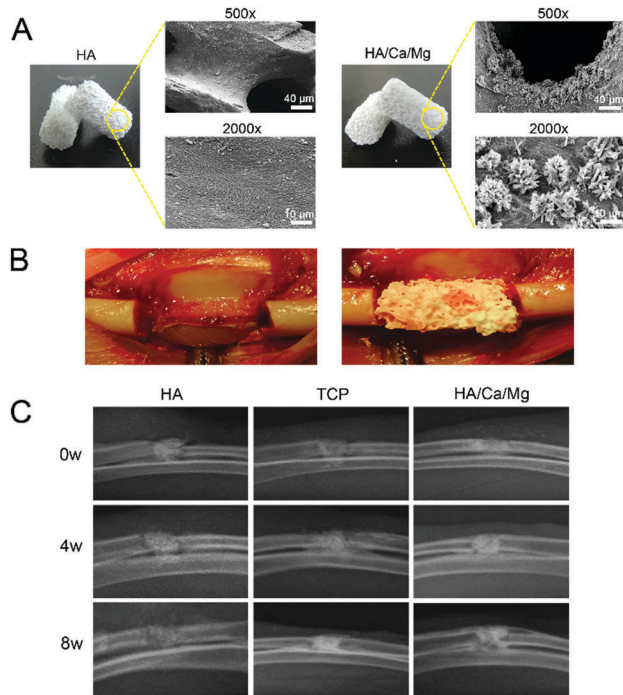 A
500x
500x
HA
HA/Ca/Mg
40 µm
40 µm
2000x
2000x
10 µm
10 µm
B
C
HA
TCP
HA/Ca/Mg
0w
4w
8w